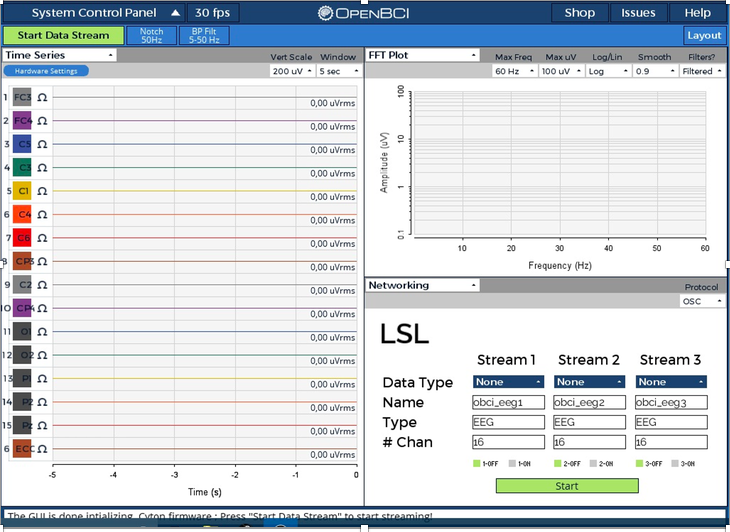 System Control Panel 30 fps OPENBCI Shop Issues Help
Start Data Stream Notch 50Hz BP Filt 5-50 Hz Layout
Time Series Vert Scale Window
Hardware Settings 200 uV 5 sec
1 FC3 Ω 0,00 uVrms
2 FC4 Ω 0,00 uVrms
3 C5 Ω 0,00 uVrms
4 C3 Ω 0,00 uVrms
5 C1 Ω 0,00 uVrms
6 C4 Ω 0,00 uVrms
7 C6 Ω 0,00 uVrms
8 CP3 Ω 0,00 uVrms
9 C2 Ω 0,00 uVrms
10 CP4 Ω 0,00 uVrms
11 O1 Ω 0,00 uVrms
12 O2 Ω 0,00 uVrms
13 P1 Ω 0,00 uVrms
14 P2 Ω 0,00 uVrms
15 Pz Ω 0,00 uVrms
6 Ω 0,00 uVrms
-5 -4 -3 -2 -1 0
Time (s)
FFT Plot Max Freq Max uV Log/Lin Smooth Filters?
60 Hz 100 uV Log 0.9 Filtered
100
10
1
0.1
Amplitude (uV)
10 20 30 40 50 60
Frequency (Hz)
Networking Protocol
OSC
LSL
Stream 1 Stream 2 Stream 3
Data Type None None None
Name obci_eeg1 obci_eeg2 obci_eeg3
Type EEG EEG EEG
# Chan 16 16 16
1-OFF 1-ON 2-OFF 2-ON 3-OFF 3-ON
Start
The GUI is done intializing. Cyton firmware : Press "Start Data Stream" to start streaming!